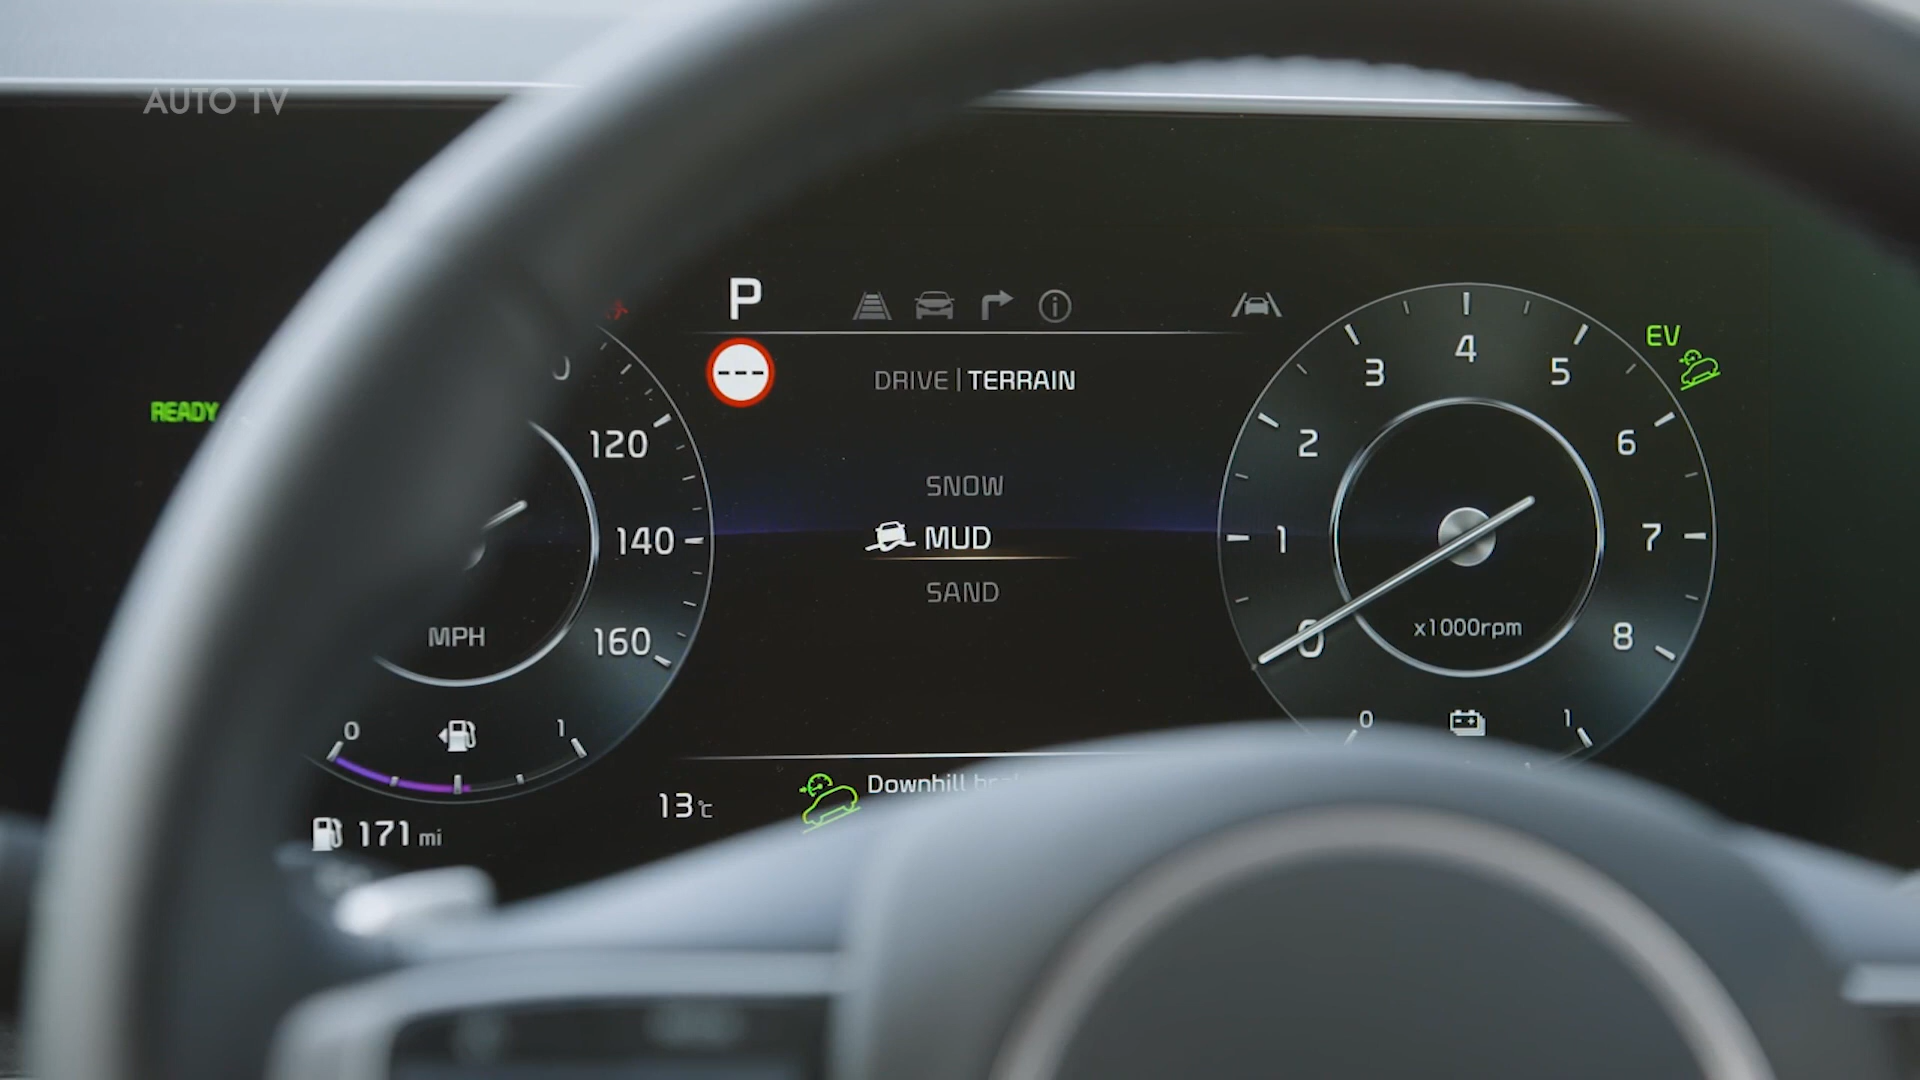 AUTO TV
P
DRIVE | TERRAIN
READY
EV
SNOW
MUD
SAND
120
140
160
MPH
0 1
171 mi
13 °C
Downhill
0 1 2 3 4 5 6 7 8
x1000rpm
0 1